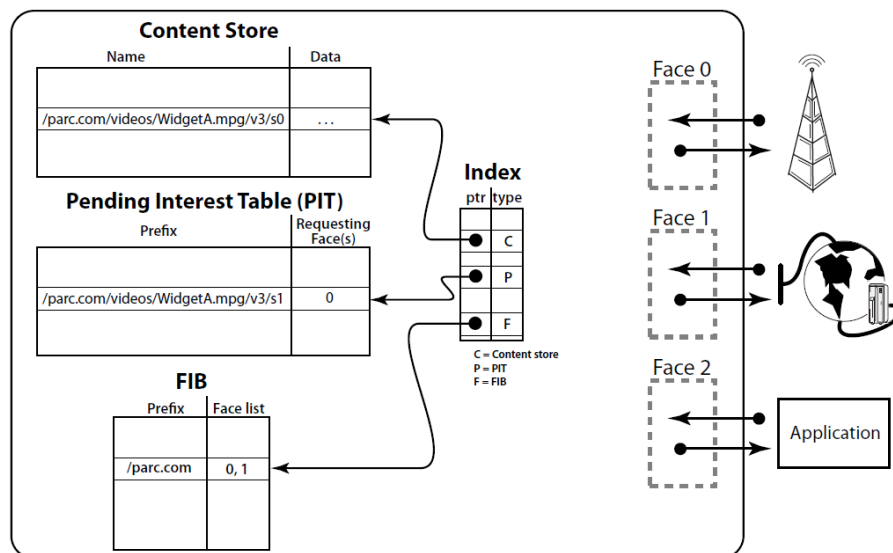 Content Store
Name Data
/parc.com/videos/WidgetA.mpg/v3/s0 ...
Pending Interest Table (PIT)
Prefix Requesting
Face(s)
/parc.com/videos/WidgetA.mpg/v3/s1 0
FIB
Prefix Face list
/parc.com 0, 1
Index
ptr type
C
P
F
C = Content store
P = PIT
F = FIB
Face 0
Face 1
Face 2
Application